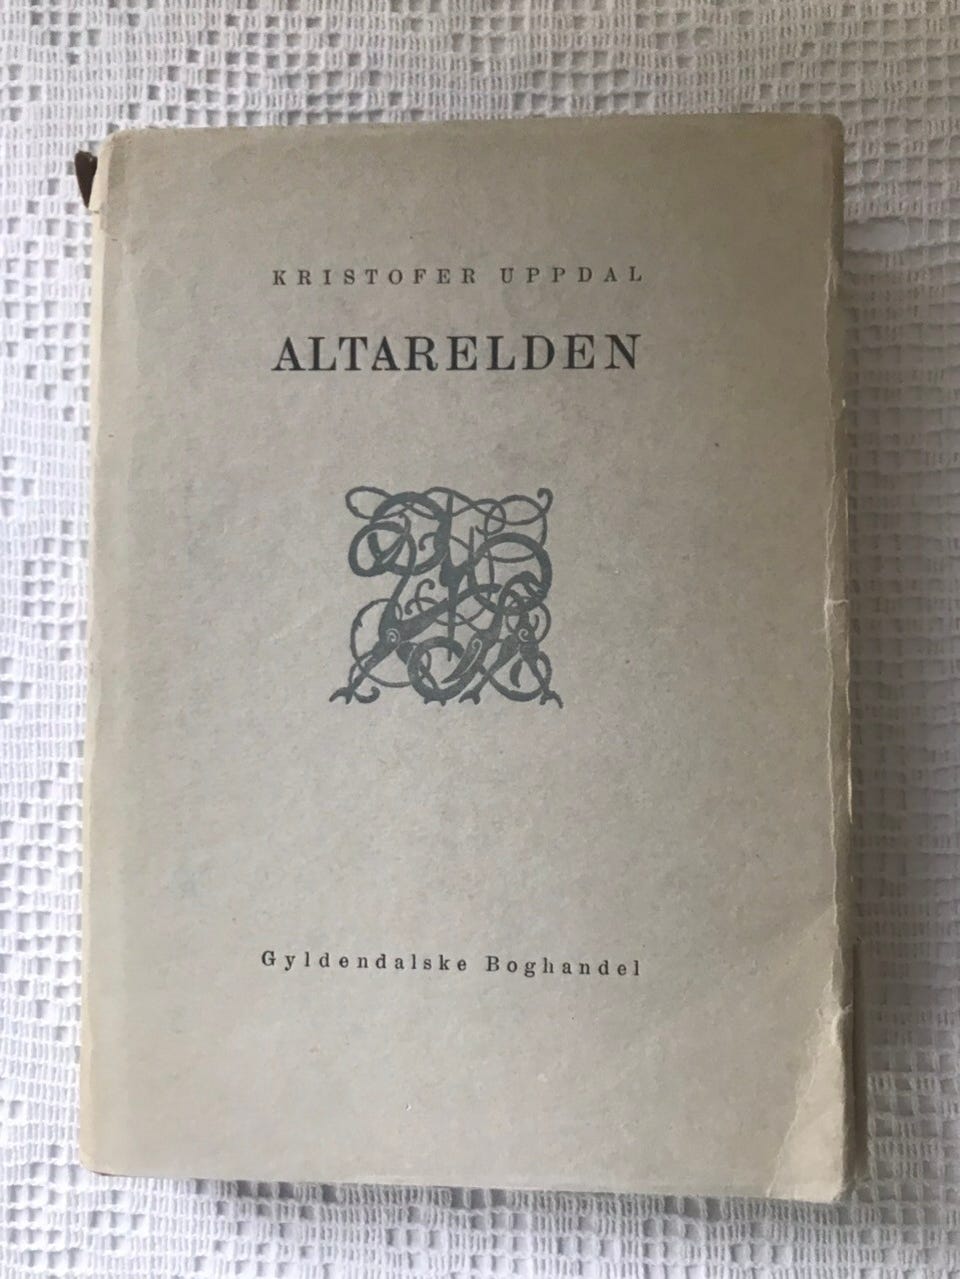 KRISTOFER UPPDAL
ALTARELDEN
Gyldendalske Boghandel